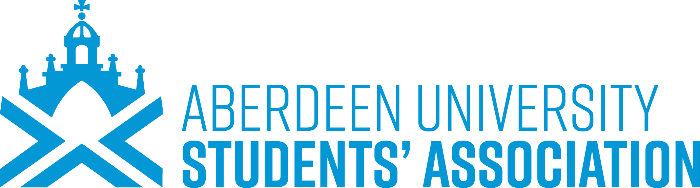 ABERDEEN UNIVERSITY
STUDENTS’ ASSOCIATION